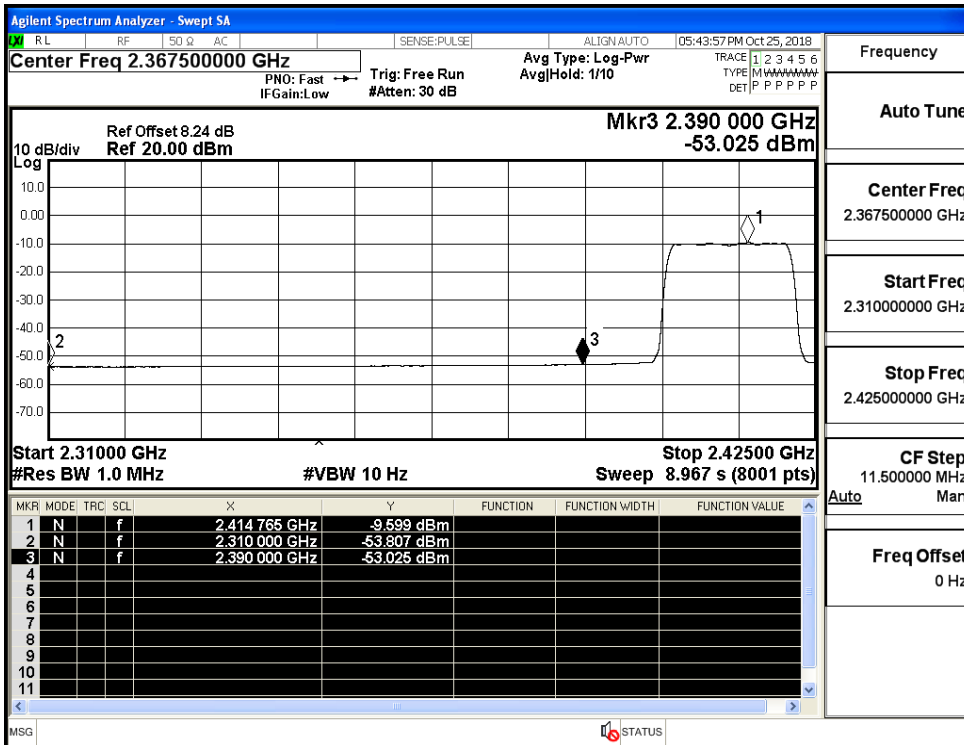 Agilent Spectrum Analyzer - Swept SA
LXI RL RF 50 Ω AC SENSE:PULSE ALIGN AUTO 05:43:57 PM Oct 25, 2018
Center Freq 2.367500000 GHz
PNO: Fast
IFGain:Low
Trig: Free Run
#Atten: 30 dB
Avg Type: Log-Pwr
Avg|Hold: 1/10
TRACE 1 2 3 4 5 6
TYPE M WWWWW
DET P P P P P P
Mkr3 2.390 000 GHz
-53.025 dBm
Ref Offset 8.24 dB
10 dB/div Ref 20.00 dBm
Log
10.0
0.00
-10.0
-20.0
-30.0
-40.0
-50.0
-60.0
-70.0
1
2
3
Start 2.31000 GHz Stop 2.42500 GHz
#Res BW 1.0 MHz #VBW 10 Hz Sweep 8.967 s (8001 pts)
MKR MODE TRC SCL X Y FUNCTION FUNCTION WIDTH FUNCTION VALUE
1 N f 2.414 765 GHz -9.599 dBm
2 N f 2.310 000 GHz -53.807 dBm
3 N f 2.390 000 GHz -53.025 dBm
4
5
6
7
8
9
10
11
MSG STATUS
Frequency
Auto Tune
Center Freq
2.367500000 GHz
Start Freq
2.310000000 GHz
Stop Freq
2.425000000 GHz
CF Step
11.500000 MHz
Auto Man
Freq Offset
0 Hz